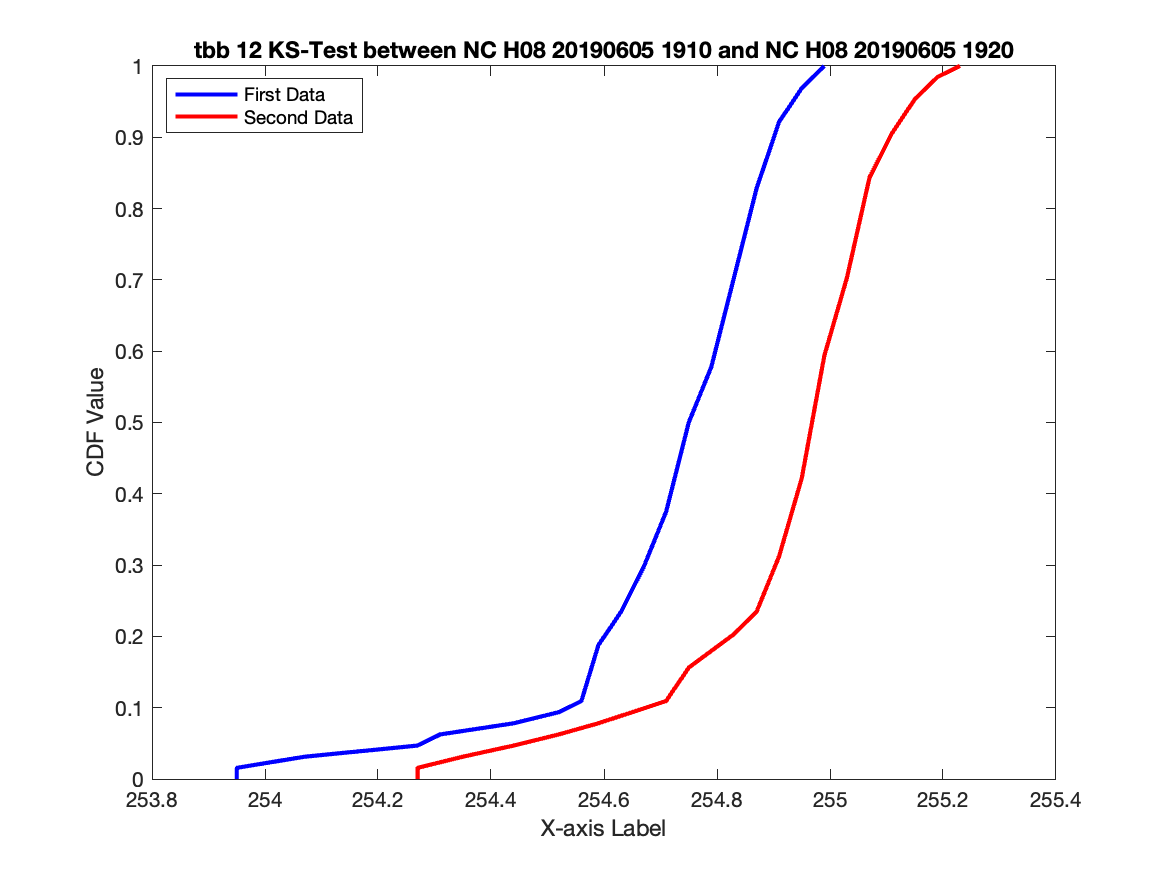 tbb 12 KS-Test between NC H08 20190605 1910 and NC H08 20190605 1920
First Data
Second Data
1
0.9
0.8
0.7
0.6
0.5
0.4
0.3
0.2
0.1
0
CDF Value
253.8 254 254.2 254.4 254.6 254.8 255 255.2 255.4
X-axis Label